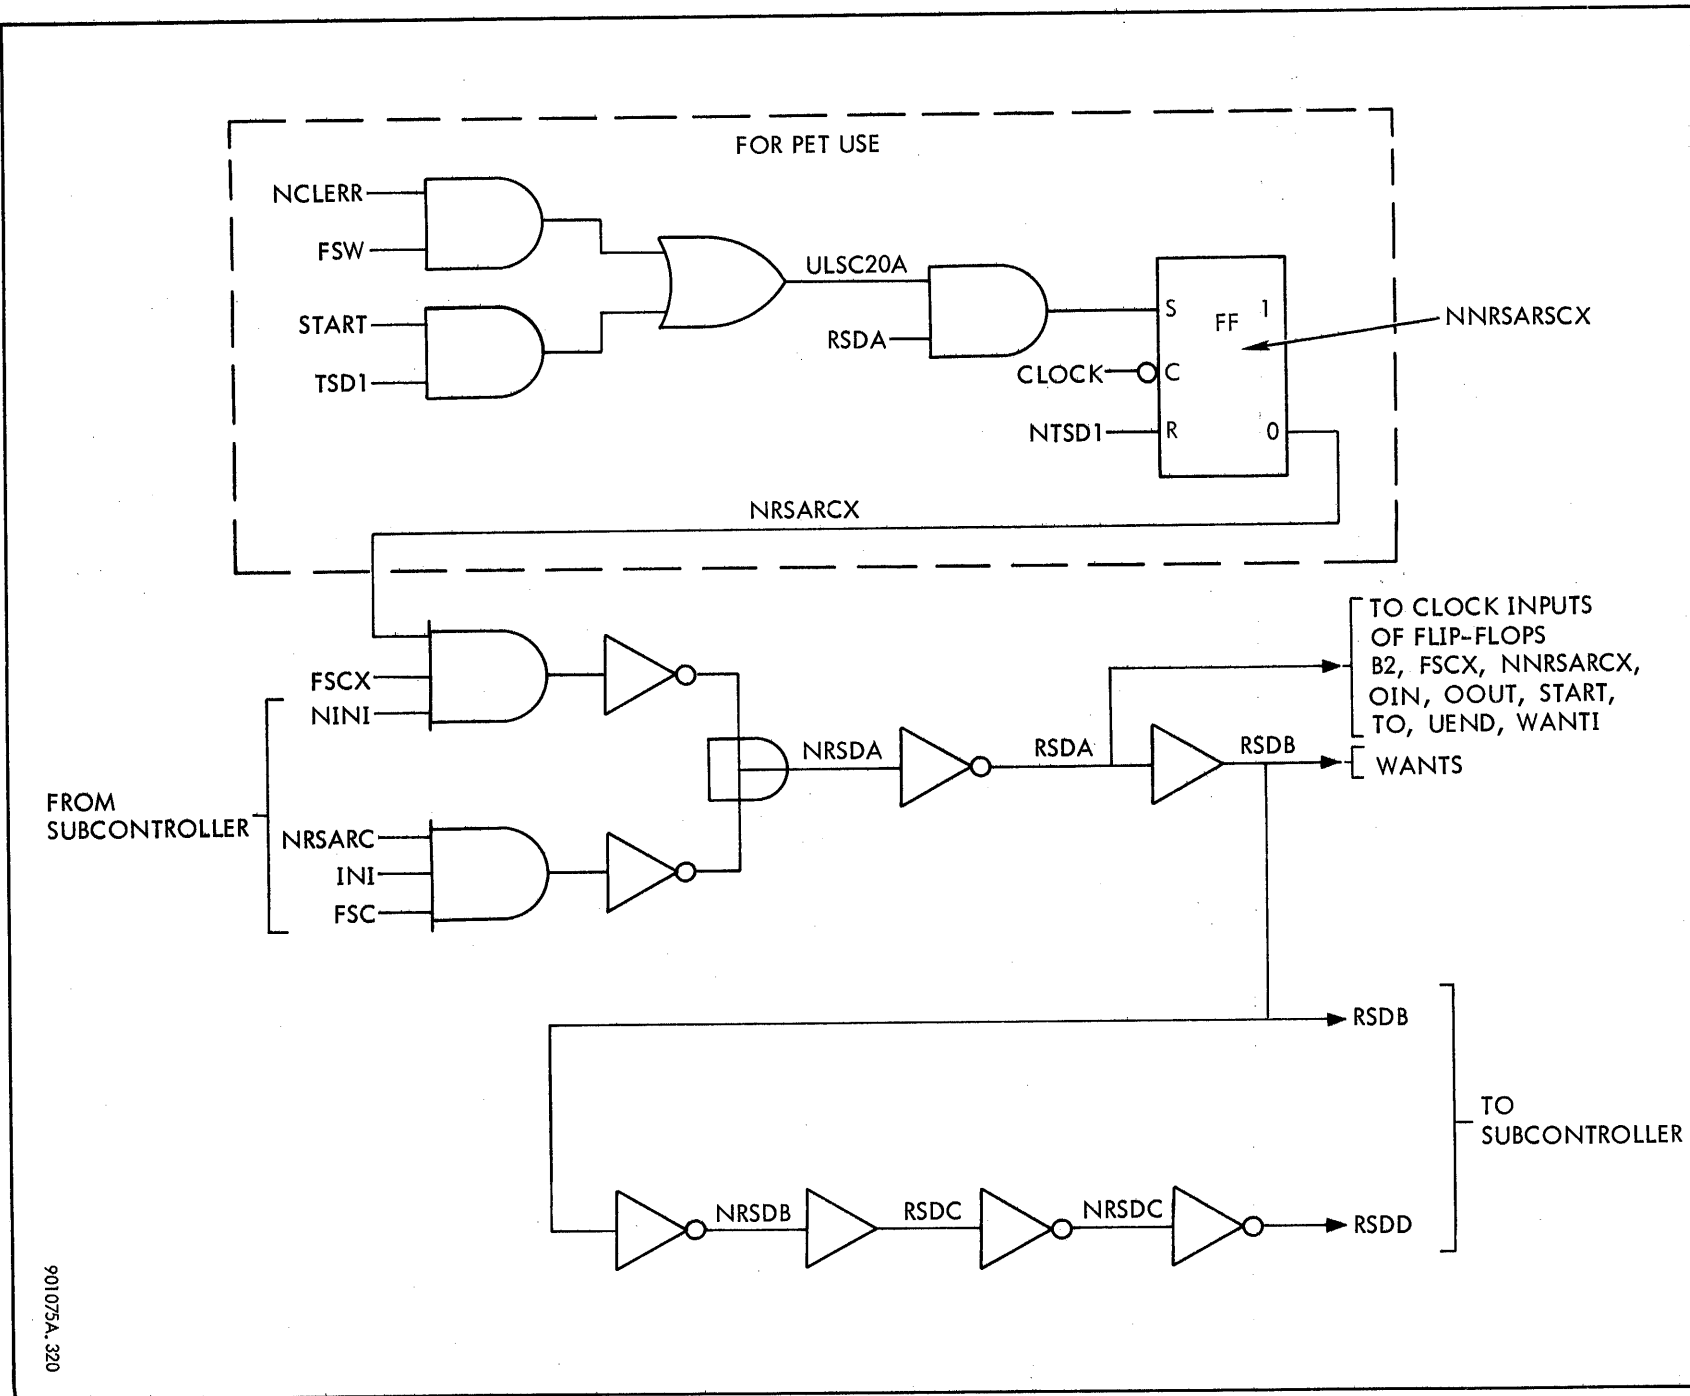 FOR PET USE
NCLERR
FSW
START
TSD1
ULSC20A
RSDA
CLOCK
NTSD1
S
C
R
FF
1
0
NNRSARSCX
NRSARCX
FSCX
NINI
NRSARC
INI
FSC
FROM
SUBCONTROLLER
NRSDA
RSDA
RSDB
TO CLOCK INPUTS
OF FLIP-FLOPS
B2, FSCX, NNRSARCX,
OIN, OOUT, START,
TO, UEND, WANTI
WANTS
RSDB
TO
SUBCONTROLLER
NRSDB
RSDC
NRSDC
RSDD
901075A.320